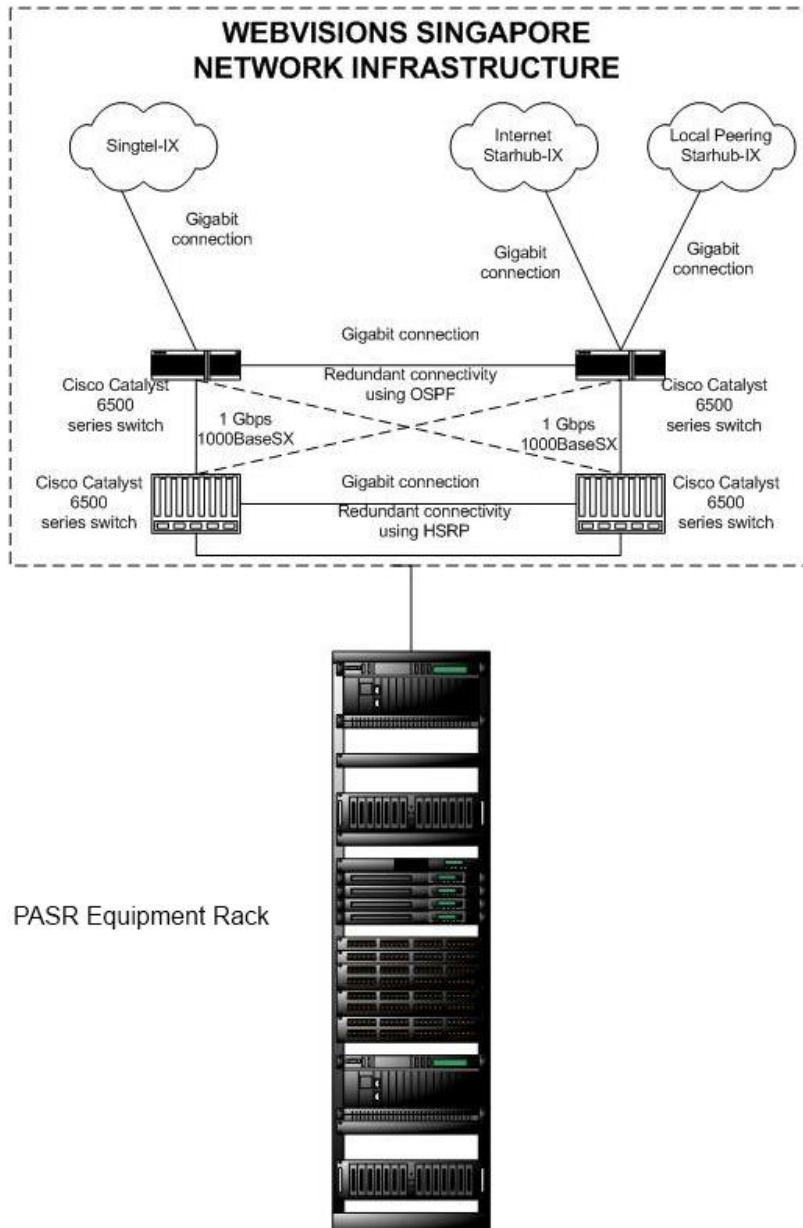 WEBVISIONS SINGAPORE
NETWORK INFRASTRUCTURE
Singtel-IX
Internet
Starhub-IX
Local Peering
Starhub-IX
Gigabit
connection
Gigabit
connection
Gigabit
connection
Gigabit connection
Redundant connectivity
using OSPF
Cisco Catalyst
6500
series switch
Cisco Catalyst
6500
series switch
1 Gbps
1000BaseSX
1 Gbps
1000BaseSX
Cisco Catalyst
6500
series switch
Gigabit connection
Redundant connectivity
using HSRP
Cisco Catalyst
6500
series switch
PASR Equipment Rack